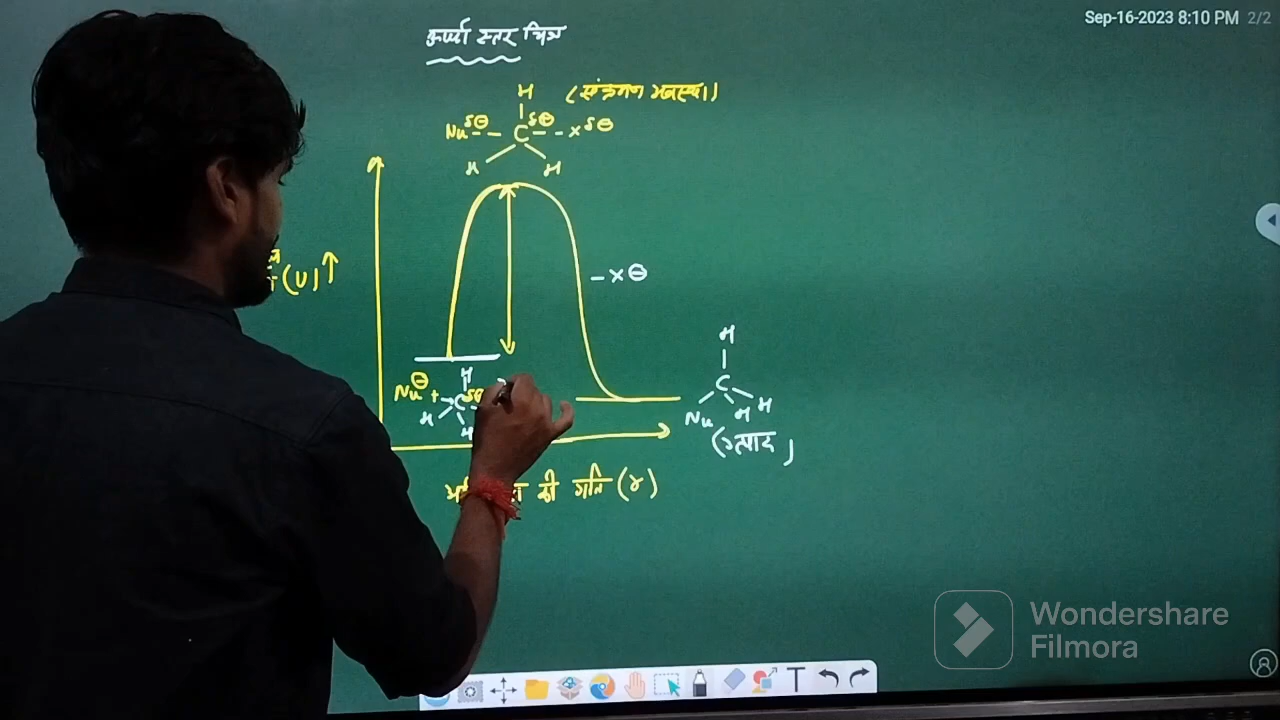 Sep-16-2023 8:10 PM 2/2
ऊर्जा स्तर चित्र
H (संक्रमण अवस्था)
Nu δ⊖ --- C δ⊖ --- X δ⊖
H H
(U) ↑
– X ⊖
H
H
C
Nu⊖ + C δ⊕
H H
H
Nu H H
(उत्पाद)
की गति (r)
Wondershare
Filmora
T